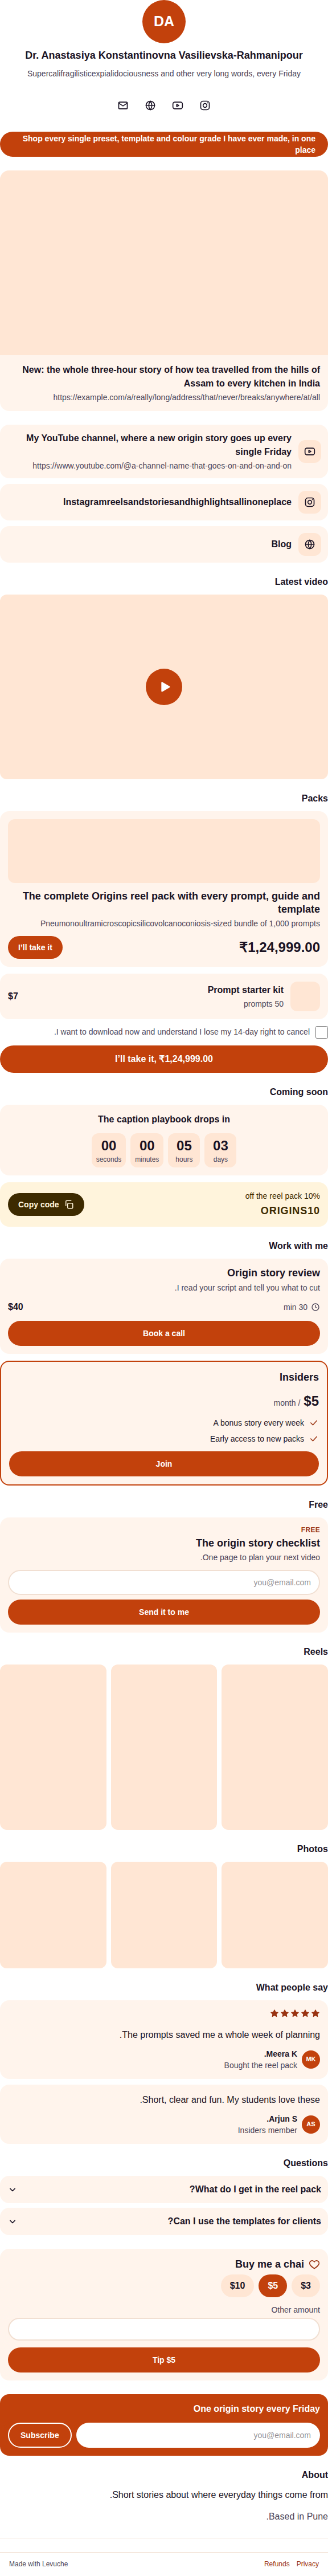 DA
Dr. Anastasiya Konstantinovna Vasilievska-Rahmanipour
Supercalifragilisticexpialidociousness and other very long words, every Friday
Shop every single preset, template and colour grade I have ever made, in one
place
New: the whole three-hour story of how tea travelled from the hills of
Assam to every kitchen in India
https://example.com/a/really/long/address/that/never/breaks/anywhere/at/all
My YouTube channel, where a new origin story goes up every
single Friday
https://www.youtube.com/@a-channel-name-that-goes-on-and-on-and-on
Instagramreelsandstoriesandhighlightsallinoneplace
Blog
Latest video
Packs
The complete Origins reel pack with every prompt, guide and
template
Pneumonoultramicroscopicsilicovolcanoconiosis-sized bundle of 1,000 prompts
I'll take it
₹1,24,999.00
Prompt starter kit
prompts 50
$7
.I want to download now and understand I lose my 14-day right to cancel
I'll take it, ₹1,24,999.00
Coming soon
The caption playbook drops in
00 00 05 03
seconds minutes hours days
off the reel pack 10%
ORIGINS10
Copy code
Work with me
Origin story review
.I read your script and tell you what to cut
$40
min 30
Book a call
Insiders
month / $5
A bonus story every week
Early access to new packs
Join
Free
FREE
The origin story checklist
.One page to plan your next video
you@email.com
Send it to me
Reels
Photos
What people say
.The prompts saved me a whole week of planning
MK
.Meera K
Bought the reel pack
.Short, clear and fun. My students love these
AS
.Arjun S
Insiders member
Questions
?What do I get in the reel pack
?Can I use the templates for clients
Buy me a chai
$10 $5 $3
Other amount
Tip $5
One origin story every Friday
Subscribe
you@email.com
About
.Short stories about where everyday things come from
.Based in Pune
Made with Levuche
Refunds Privacy